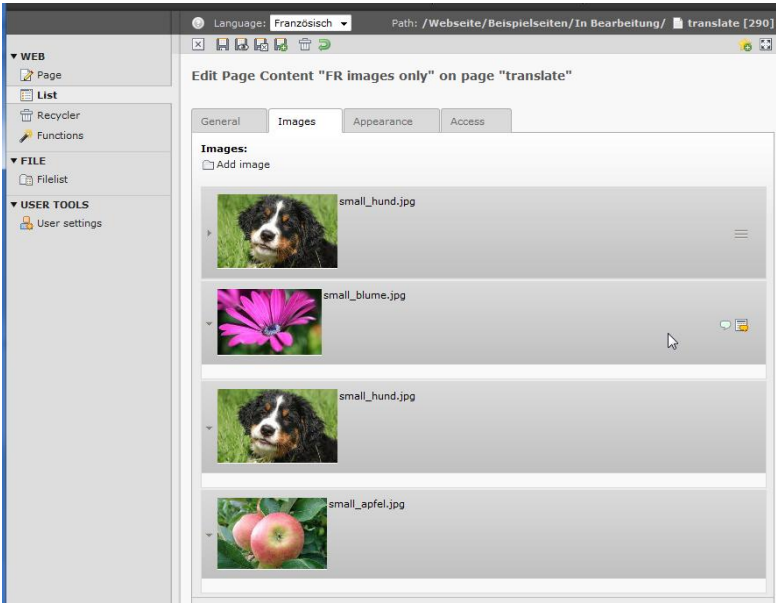 Language: Französisch Path: /Webseite/Beispielseiten/In Bearbeitung/ translate [290]
WEB
Page
List
Recycler
Functions
FILE
Filelist
USER TOOLS
User settings
Edit Page Content "FR images only" on page "translate"
General Images Appearance Access
Images:
Add image
small_hund.jpg
small_blume.jpg
small_hund.jpg
small_apfel.jpg